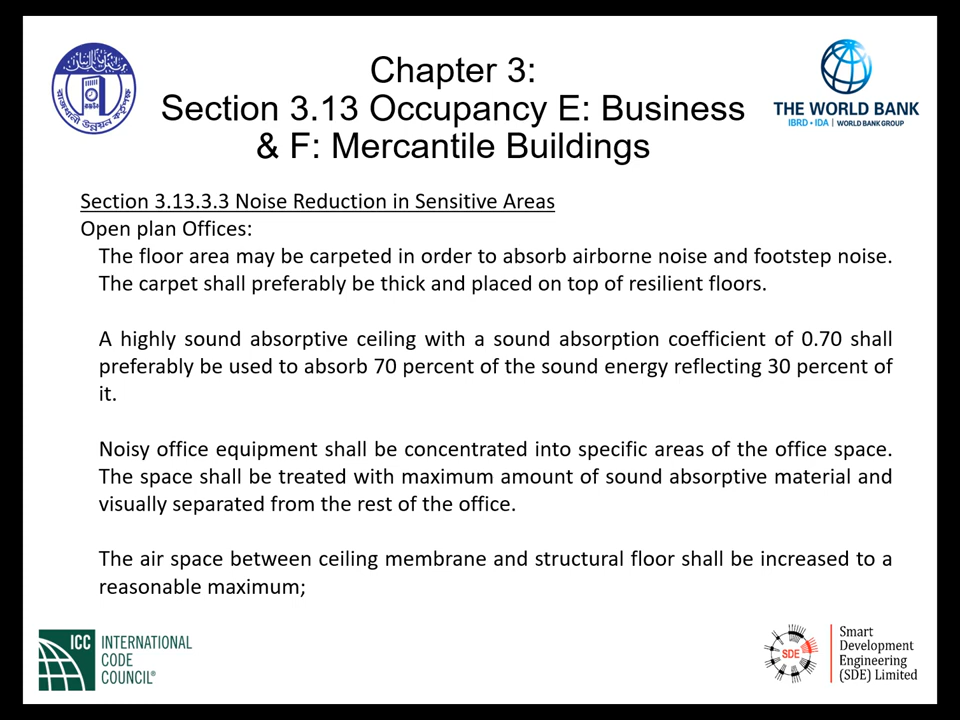 Chapter 3:
Section 3.13 Occupancy E: Business
& F: Mercantile Buildings
THE WORLD BANK
IBRD • IDA | WORLD BANK GROUP
Section 3.13.3.3 Noise Reduction in Sensitive Areas
Open plan Offices:
The floor area may be carpeted in order to absorb airborne noise and footstep noise.
The carpet shall preferably be thick and placed on top of resilient floors.
A highly sound absorptive ceiling with a sound absorption coefficient of 0.70 shall
preferably be used to absorb 70 percent of the sound energy reflecting 30 percent of
it.
Noisy office equipment shall be concentrated into specific areas of the office space.
The space shall be treated with maximum amount of sound absorptive material and
visually separated from the rest of the office.
The air space between ceiling membrane and structural floor shall be increased to a
reasonable maximum;
ICC INTERNATIONAL
CODE
COUNCIL®
SDE
Smart
Development
Engineering
(SDE) Limited